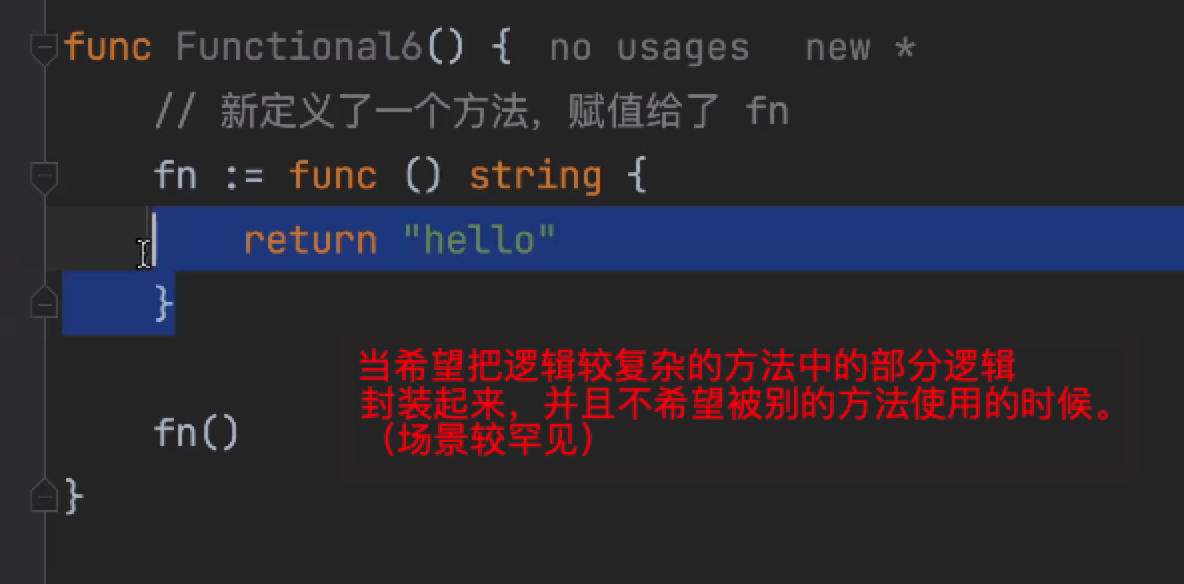 func Functional6() { no usages new *
// 新定义了一个方法，赋值给了 fn
fn := func () string {
return "hello"
}
当希望把逻辑较复杂的方法中的部分逻辑
封装起来，并且不希望被别的方法使用的时候。
（场景较罕见）
fn()
}